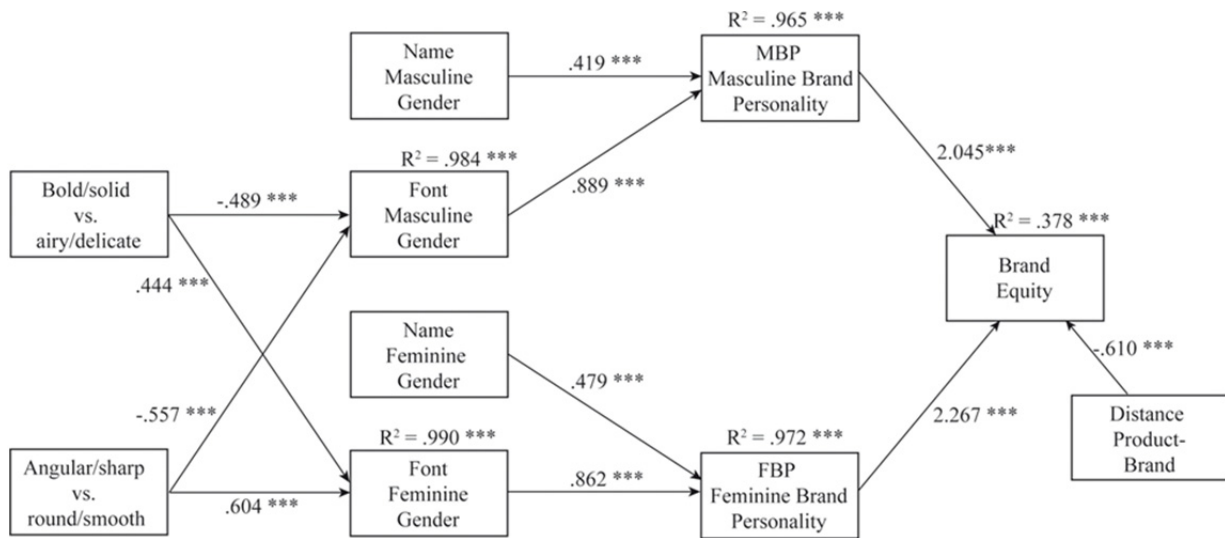 R² = .965 ***
Name
Masculine
Gender
.419 ***
MBP
Masculine Brand
Personality
R² = .984 ***
2.045***
Bold/solid
vs.
airy/delicate
-.489 ***
Font
Masculine
Gender
.889 ***
R² = .378 ***
.444 ***
Brand
Equity
Name
Feminine
Gender
-.610 ***
.479 ***
-.557 ***
2.267 ***
Distance
Product-
Brand
R² = .990 ***
R² = .972 ***
Angular/sharp
vs.
round/smooth
.604 ***
Font
Feminine
Gender
.862 ***
FBP
Feminine Brand
Personality